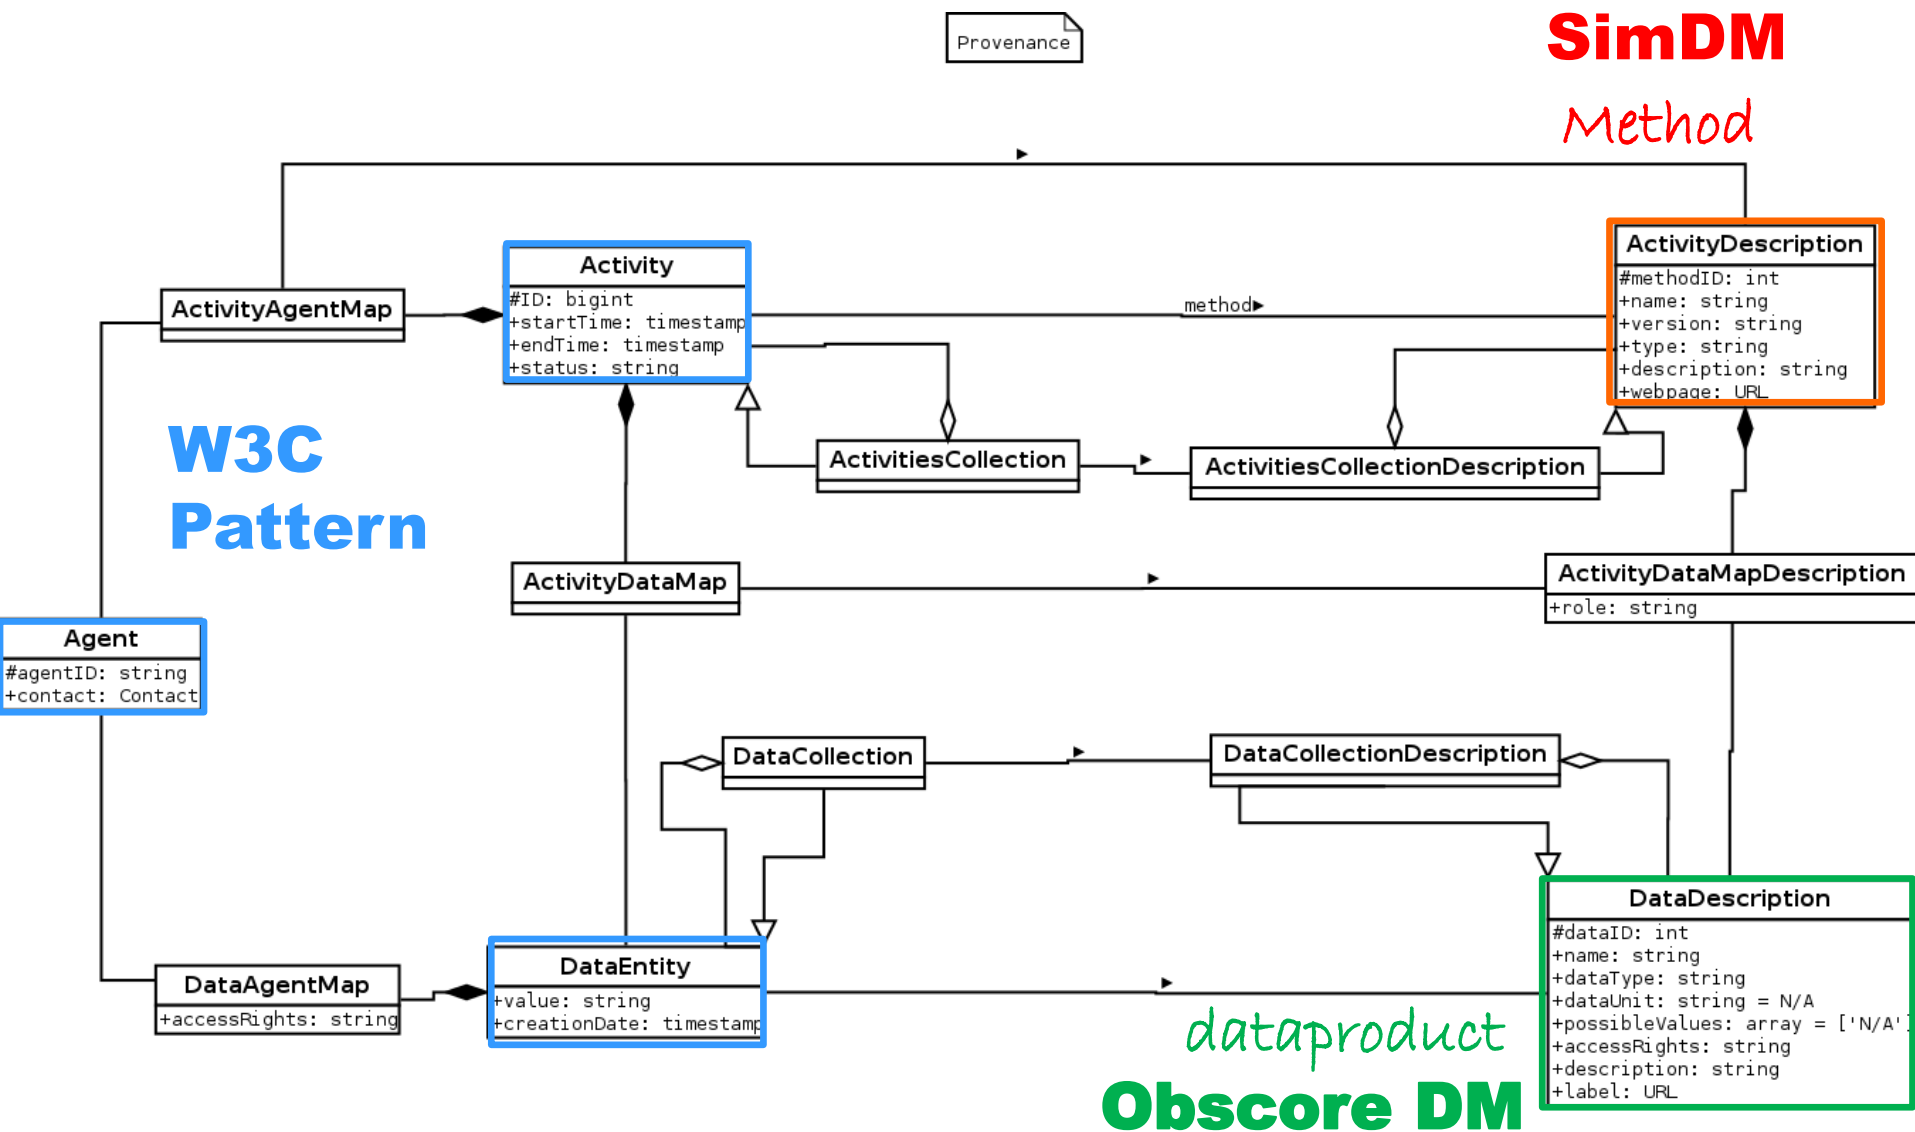 Provenance
SimDM
Method
ActivityDescription
#methodID: int
+name: string
+version: string
+type: string
+description: string
+webpage: URL
Activity
#ID: bigint
+startTime: timestamp
+endTime: timestamp
+status: string
ActivityAgentMap
method
W3C
Pattern
ActivitiesCollection
ActivitiesCollectionDescription
ActivityDataMap
ActivityDataMapDescription
+role: string
Agent
#agentID: string
+contact: Contact
DataCollection
DataCollectionDescription
DataDescription
#dataID: int
+name: string
+dataType: string
+dataUnit: string = N/A
+possibleValues: array = ['N/A']
+accessRights: string
+description: string
+label: URL
DataEntity
+value: string
+creationDate: timestamp
DataAgentMap
+accessRights: string
dataproduct
Obscore DM